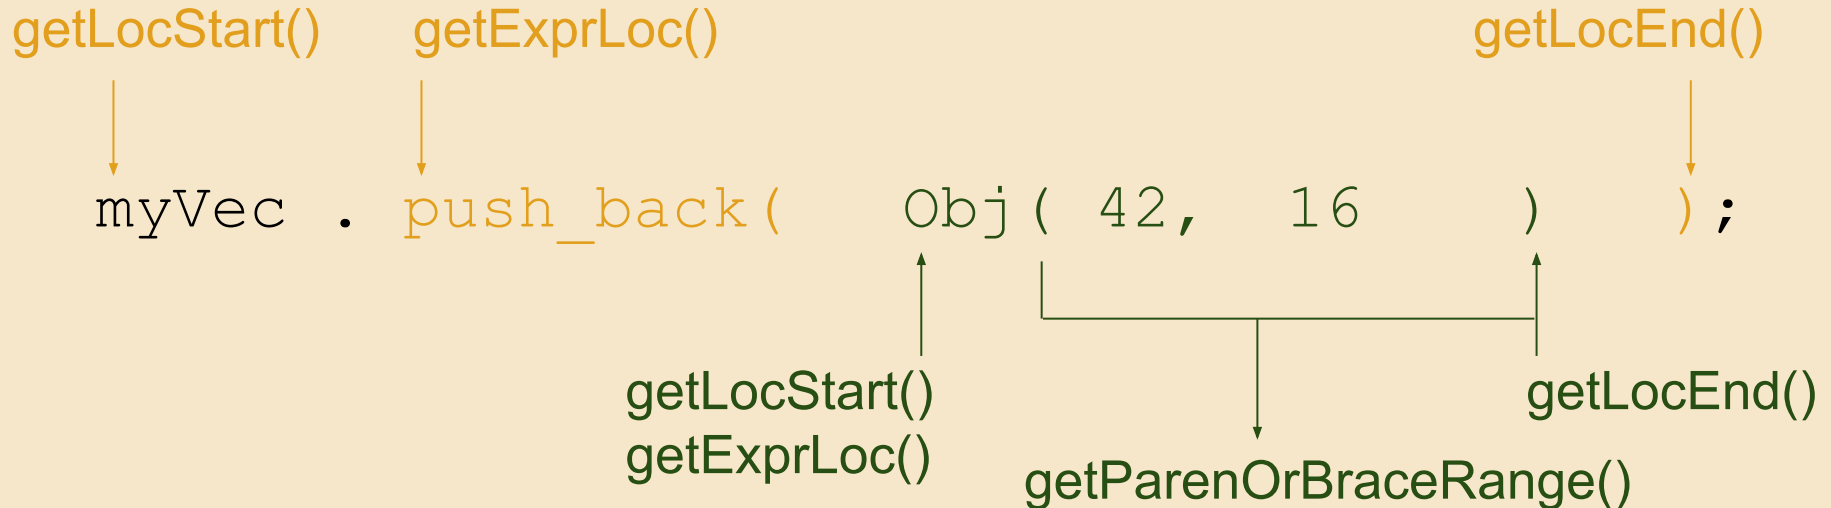 getLocStart() getExprLoc() getLocEnd()
myVec . push_back( Obj( 42, 16 ) );
getLocStart() getLocEnd()
getExprLoc()
getParenOrBraceRange()